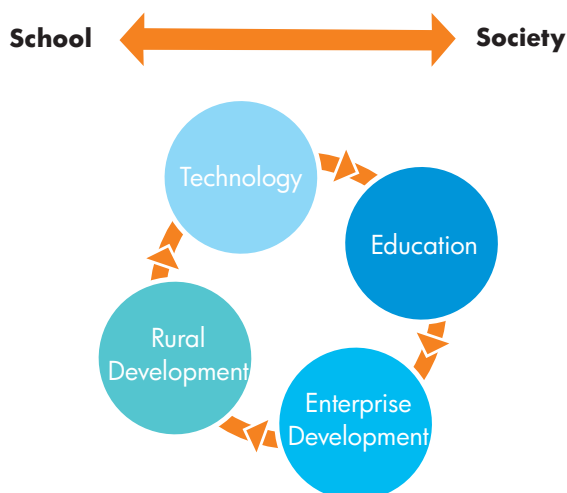 School
Society
Technology
Education
Rural
Development
Enterprise
Development